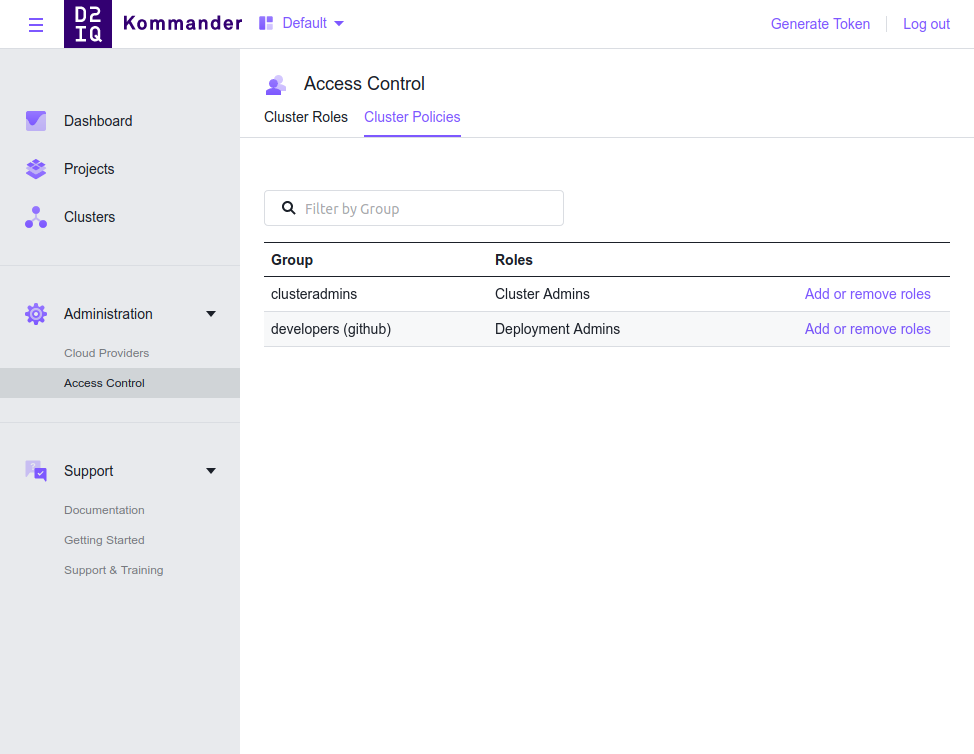 D2
IQ
Kommander
Default
Generate Token
Log out
Dashboard
Projects
Clusters
Administration
Cloud Providers
Access Control
Support
Documentation
Getting Started
Support & Training
Access Control
Cluster Roles Cluster Policies
Filter by Group
Group Roles
clusteradmins Cluster Admins Add or remove roles
developers (github) Deployment Admins Add or remove roles